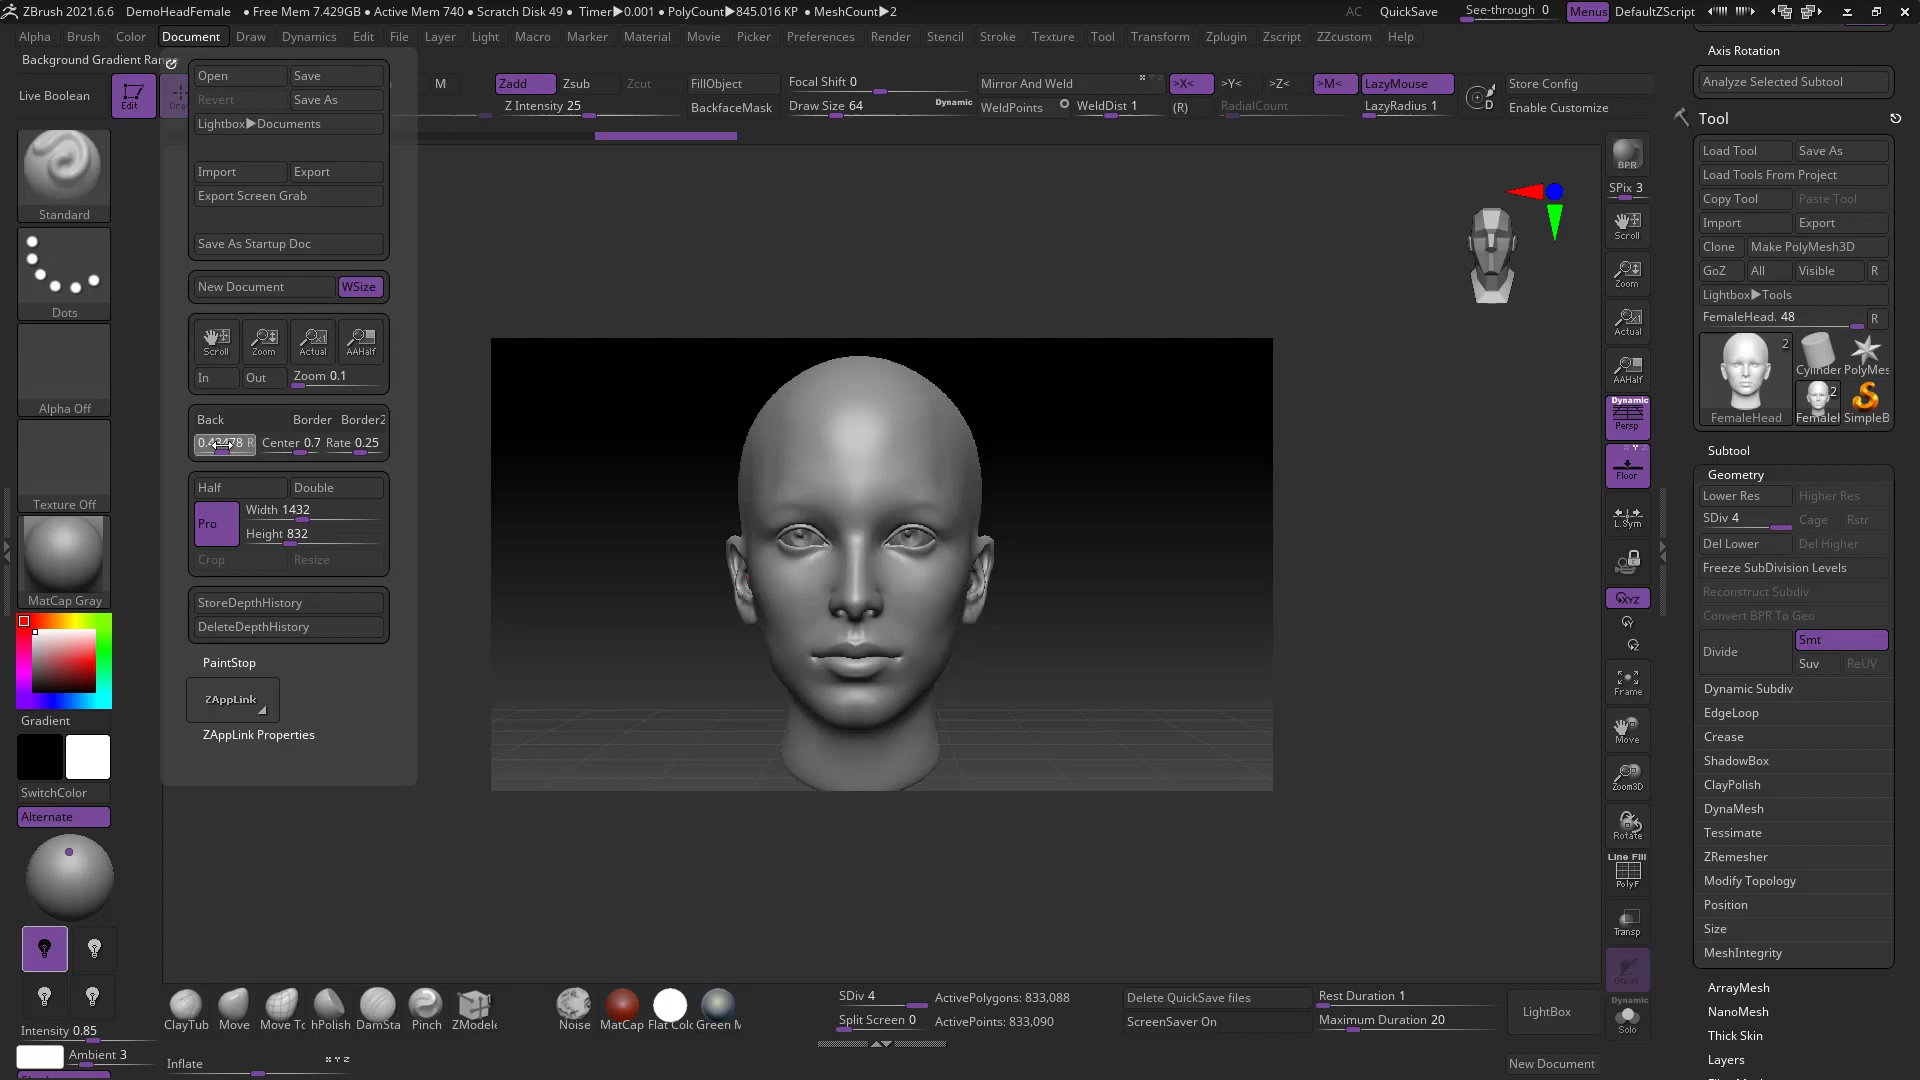 ZBrush 2021.6.6 DemoHeadFemale ● Free Mem 7.429GB ● Active Mem 740 ● Scratch Disk 49 ● Timer▶0.001 ● PolyCount▶845.016 KP ● MeshCount▶2 AC QuickSave See-through 0 Menus DefaultZScript
Alpha Brush Color Document Draw Dynamics Edit File Layer Light Macro Marker Material Movie Picker Preferences Render Stencil Stroke Texture Tool Transform Zplugin Zscript ZZcustom Help
Background Gradient
Live Boolean
Edit
M
Zadd Zsub Zcut
Z Intensity 25
FillObject
BackfaceMask
Focal Shift 0
Draw Size 64 Dynamic
Mirror And Weld
WeldPoints WeldDist 1
>X< >Y< >Z< >M<
(R) RadialCount
LazyMouse
LazyRadius 1
D
Store Config
Enable Customize
Standard
Dots
Alpha Off
Texture Off
MatCap Gray
Gradient
SwitchColor
Alternate
Intensity 0.85
Ambient 3
Open Save
Revert Save As
Lightbox▶Documents
Import Export
Export Screen Grab
Save As Startup Doc
New Document WSize
Scroll Zoom Actual AAHalf
In Out Zoom 0.1
Back Border Border2
Center 0.7 Rate 0.25
Half Double
Pro
Width 1432
Height 832
Crop Resize
StoreDepthHistory
DeleteDepthHistory
PaintStop
ZAppLink
ZAppLink Properties
BPR
SPix 3
Scroll
Zoom
Actual
AAHalf
Dynamic
Persp
Floor
L.Sym
XYZ
Y
Z
Frame
Move
Zoom3D
Rotate
Line Fill
PolyF
Transp
Ghost
Dynamic
Solo
Axis Rotation
Analyze Selected Subtool
Tool
Load Tool Save As
Load Tools From Project
Copy Tool Paste Tool
Import Export
Clone Make PolyMesh3D
GoZ All Visible R
Lightbox▶Tools
FemaleHead. 48 R
2
Cylinder PolyMes
2
FemaleHead FemaleH SimpleB
Subtool
Geometry
Lower Res Higher Res
SDiv 4 Cage Rstr
Del Lower Del Higher
Freeze SubDivision Levels
Reconstruct Subdiv
Convert BPR To Geo
Divide Smt
Suv ReUV
Dynamic Subdiv
EdgeLoop
Crease
ShadowBox
ClayPolish
DynaMesh
Tessimate
ZRemesher
Modify Topology
Position
Size
MeshIntegrity
ArrayMesh
NanoMesh
Thick Skin
Layers
ClayTub Move Move To hPolish DamSta Pinch ZModele Noise MatCap Flat Colo Green M
SDiv 4 ActivePolygons: 833,088
Split Screen 0 ActivePoints: 833,090
Delete QuickSave files
ScreenSaver On
Rest Duration 1
Maximum Duration 20
LightBox
Inflate X Y Z
New Document